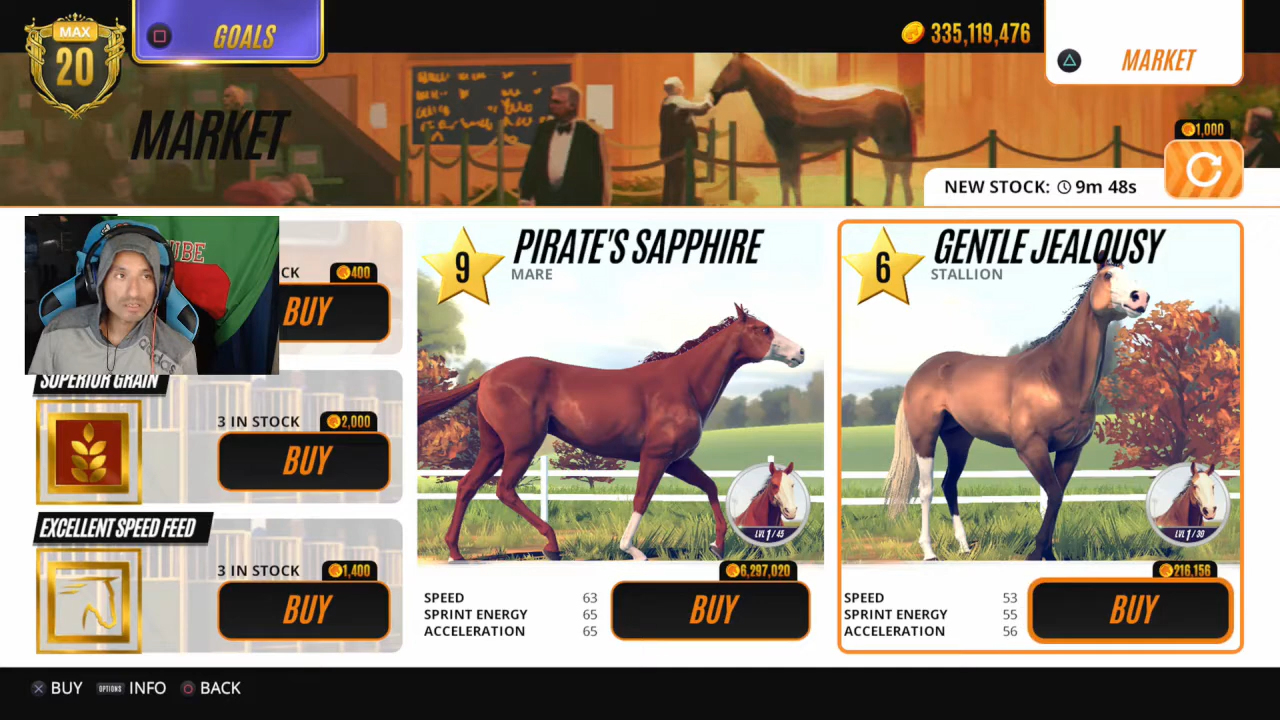 MAX
20
GOALS
335,119,476
MARKET
MARKET
1,000
NEW STOCK: 9m 48s
400
BUY
SUPERIOR GRAIN
3 IN STOCK
2,000
BUY
EXCELLENT SPEED FEED
3 IN STOCK
1,400
BUY
9
PIRATE'S SAPPHIRE
MARE
LVL 1 / 45
6,297,020
SPEED 63
SPRINT ENERGY 65
ACCELERATION 65
BUY
6
GENTLE JEALOUSY
STALLION
LVL 1 / 30
216,156
SPEED 53
SPRINT ENERGY 55
ACCELERATION 56
BUY
BUY OPTIONS INFO BACK